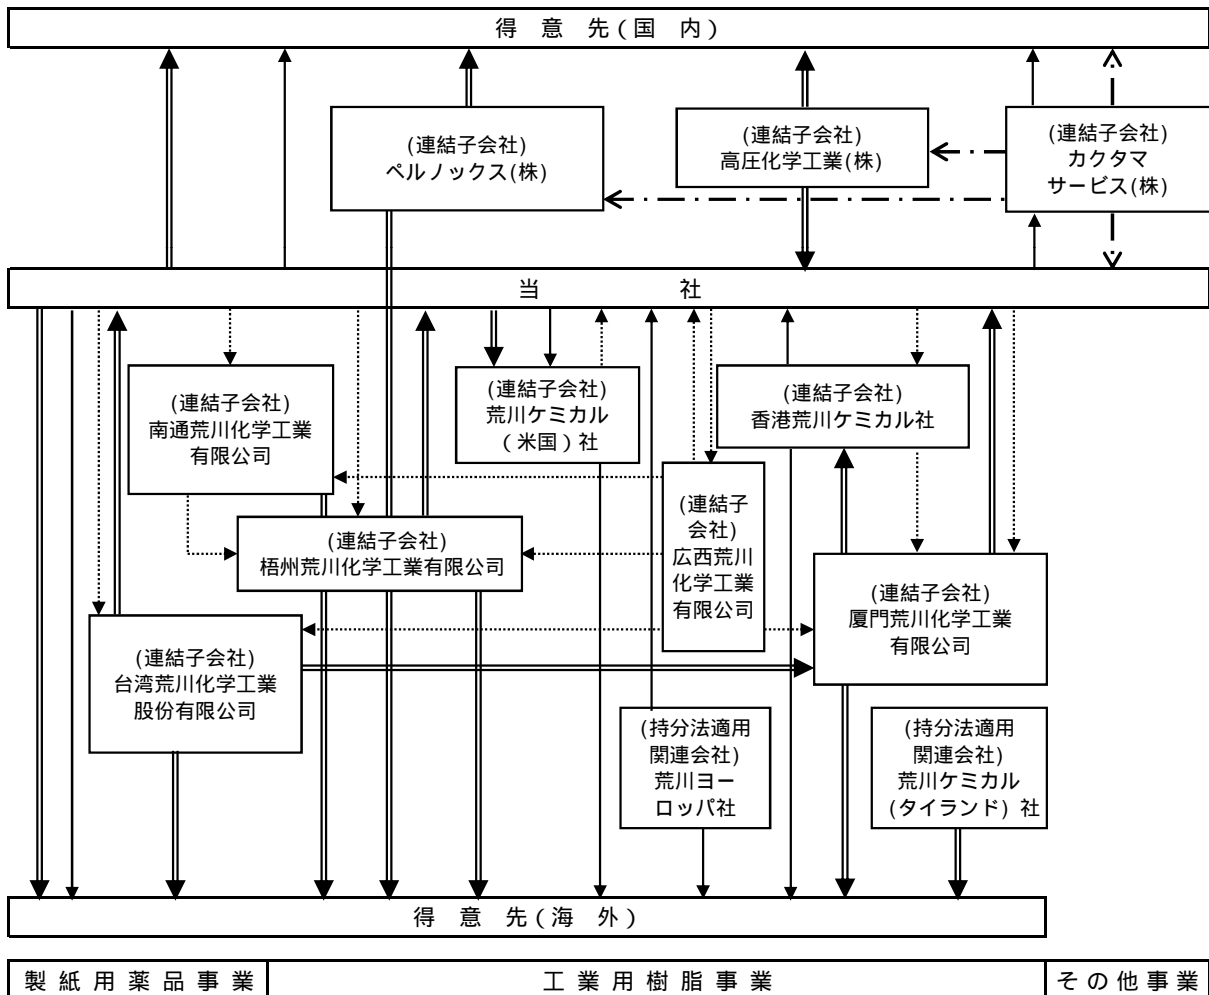 得 意 先 (国 内)
(連結子会社)
ペルノックス(株)
(連結子会社)
高圧化学工業(株)
(連結子会社)
カクタマ
サービス(株)
当 社
(連結子会社)
南通荒川化学工業
有限公司
(連結子会社)
荒川ケミカル
(米国)社
(連結子会社)
香港荒川ケミカル社
(連結子会社)
梧州荒川化学工業有限公司
(連結子
会社)
広西荒川
化学工業
有限公司
(連結子会社)
厦門荒川化学工業
有限公司
(連結子会社)
台湾荒川化学工業
股份有限公司
(持分法適用
関連会社)
荒川ヨー
ロッパ社
(持分法適用
関連会社)
荒川ケミカル
(タイランド) 社
得 意 先 (海 外)
製紙用薬品事業 工業用樹脂事業 その他事業